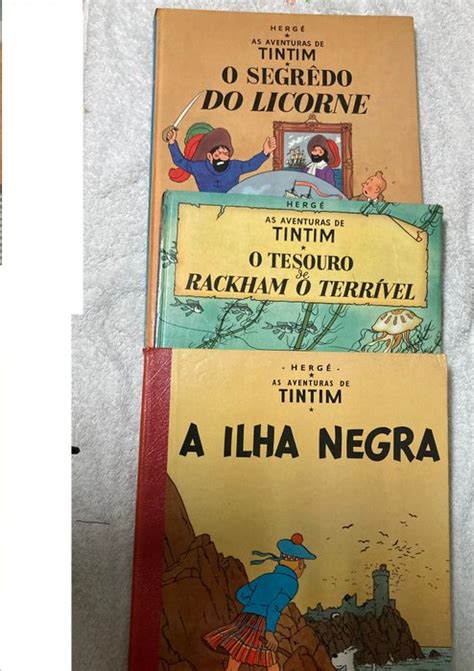 HERGÉ
AS AVENTURAS DE
TINTIM
O SEGRÊDO
DO LICORNE
HERGÉ
AS AVENTURAS DE
TINTIM
O TESOURO
de
RACKHAM O TERRÍVEL
- HERGÉ -
AS AVENTURAS DE
TINTIM
A ILHA NEGRA